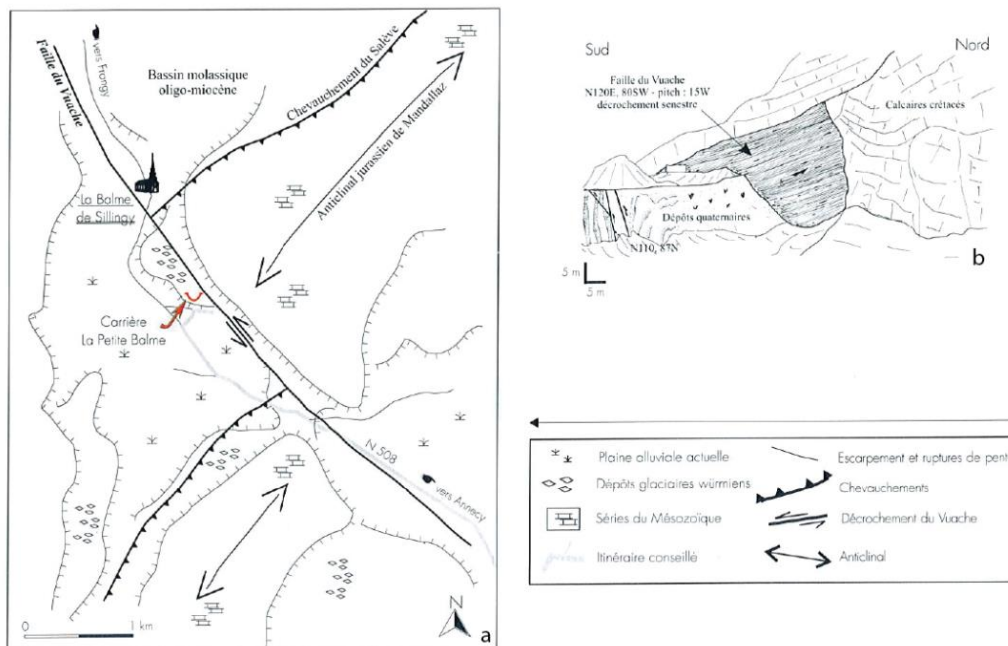 vers Frangy
Faille du Vuache
Bassin molassique
oligo-miocène
Chevauchement du Salève
Anticlinal jurassien de Mandallaz
La Balme
de Sillingy
Carrière
La Petite Balme
N 508
vers Annecy
0 1 km
N
a
Sud
Nord
Faille du Vuache
N120E, 80SW - pitch : 15W
décrochement senestre
Calcaires crétacés
Dépôts quaternaires
N110, 87N
5 m
5 m
b
Plaine alluviale actuelle
Dépôts glaciaires würmiens
Séries du Mésozoïque
Itinéraire conseillé
Escarpement et ruptures de pent
Chevauchements
Décrochement du Vuache
Anticlinal